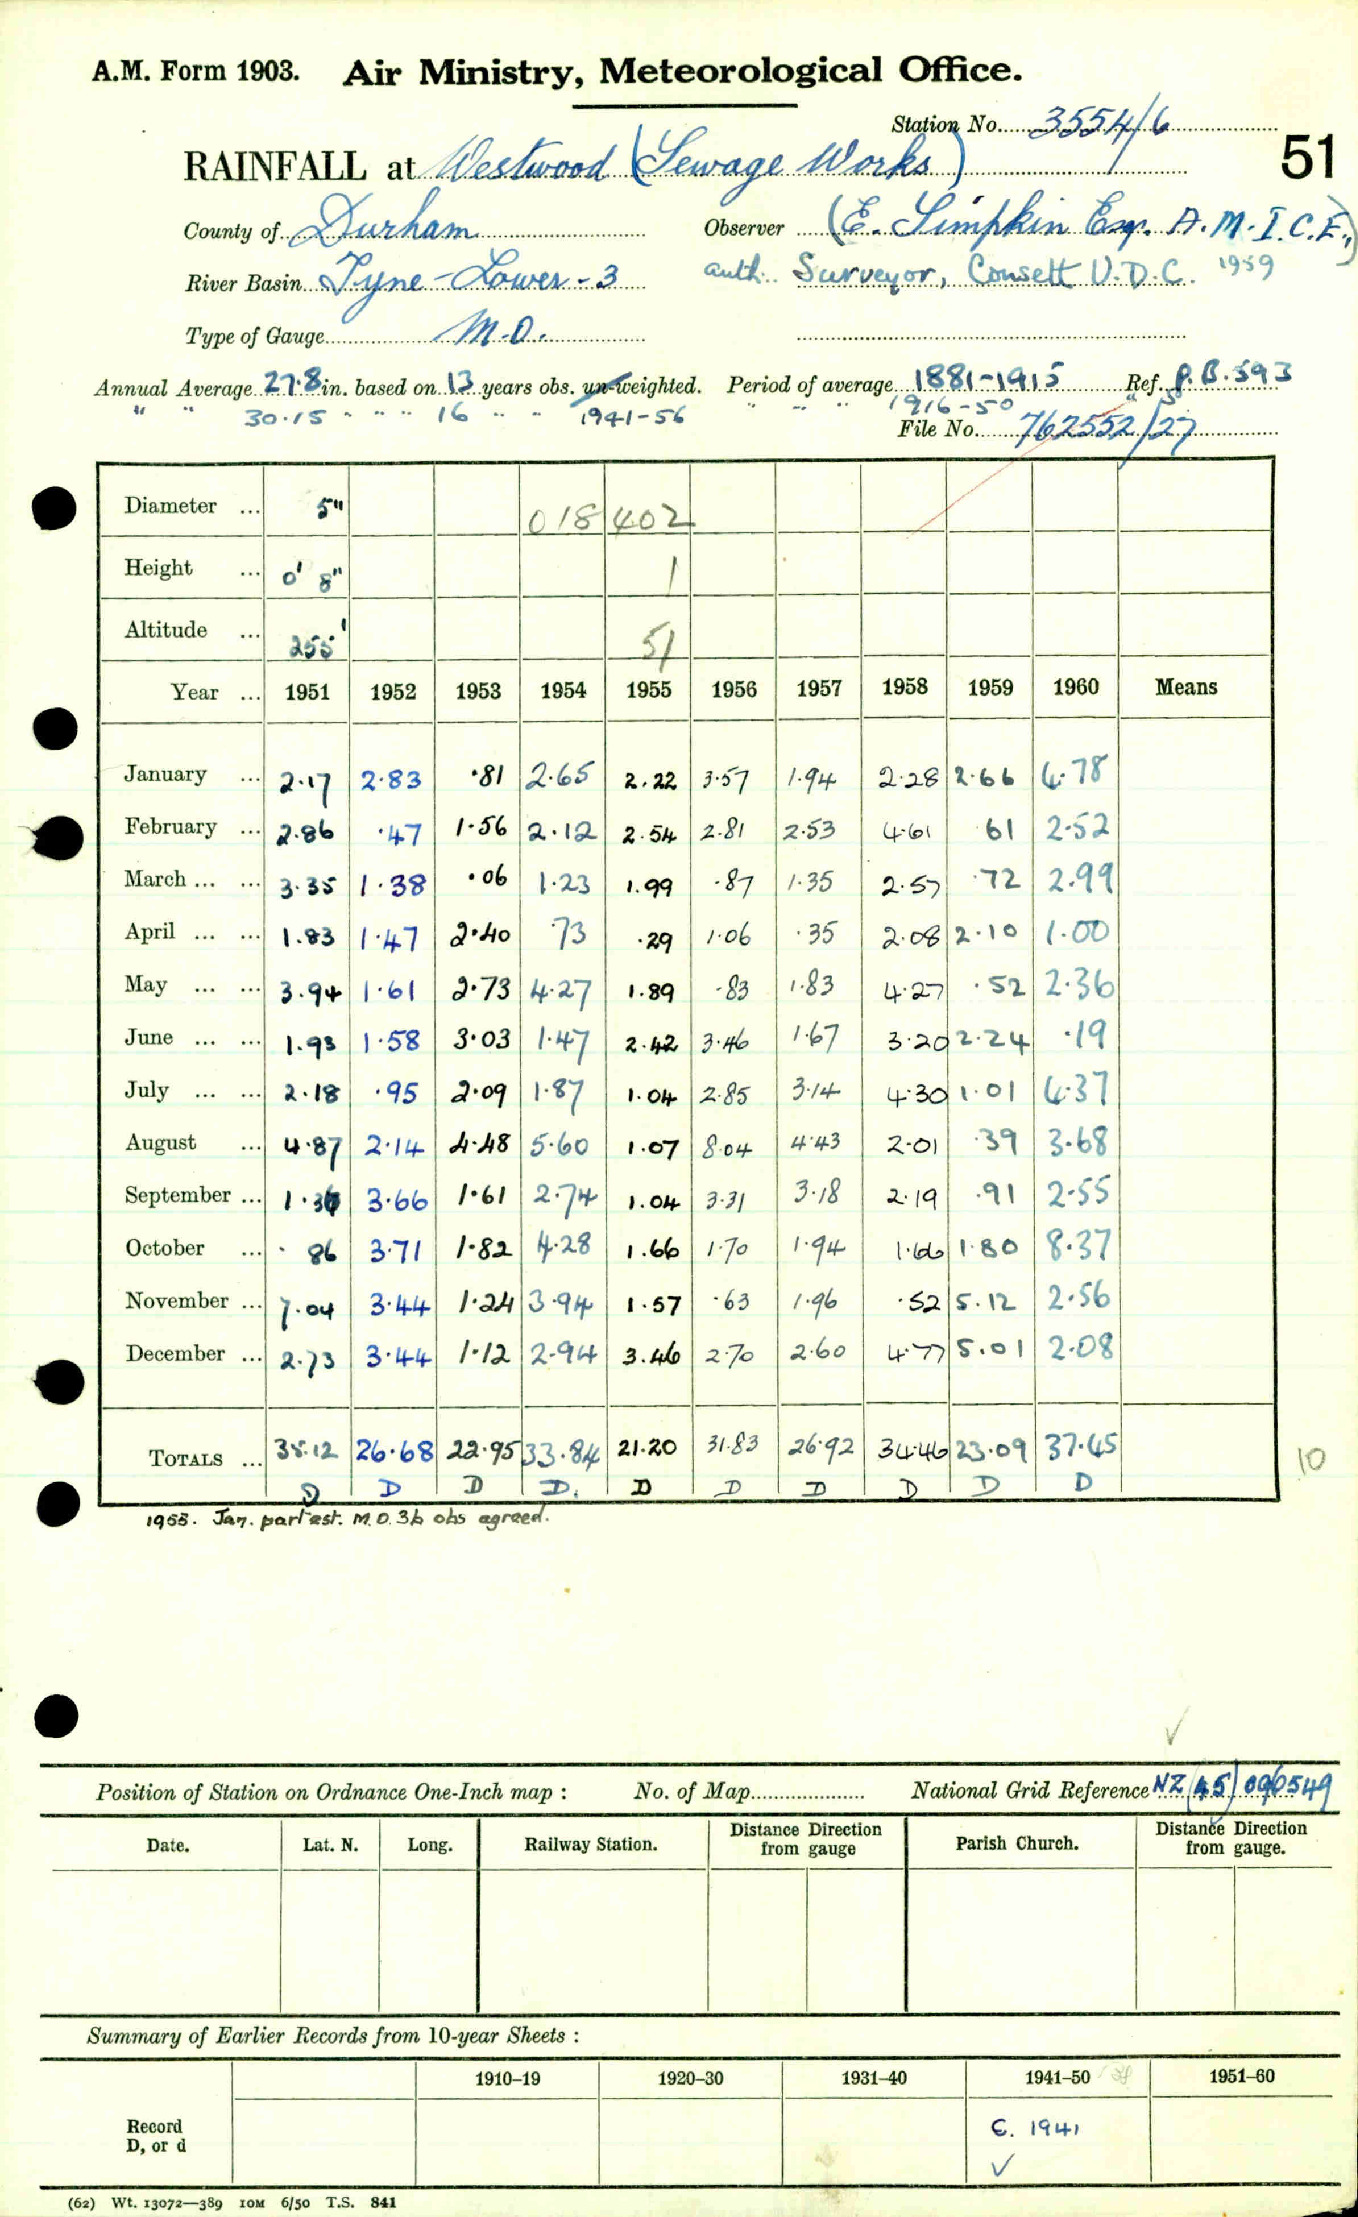 A.M. Form 1903. Air Ministry, Meteorological Office.
Station No. 3554/6
51
RAINFALL at Westwood (Sewage Works)
County of Durham Observer (E. Simpkin Esq. A.M.I.C.E.,)
River Basin Tyne - Lower - 3 auth. Surveyor, Consett U.D.C. 1959
Type of Gauge M.O.
Annual Average 27.8 in. based on 13 years obs. un-weighted. Period of average 1881-1915 Ref. P.B.393
" " 30.15 " " " 16 " " 1941-56 " " " 1916-50 "
File No. 762552/27
Diameter ... 5" 018 402
Height ... 0' 8" 1
Altitude ... 255' 51
Year ... 1951 1952 1953 1954 1955 1956 1957 1958 1959 1960 Means
January ... 2.17 2.83 .81 2.65 2.22 3.57 1.94 2.28 2.66 4.78
February ... 2.86 .47 1.56 2.12 2.54 2.81 2.53 4.61 61 2.52
March ... ... 3.35 1.38 .06 1.23 1.99 .87 1.35 2.57 .72 2.99
April ... ... 1.83 1.47 2.40 .73 .29 1.06 .35 2.08 2.10 1.00
May ... ... 3.94 1.61 2.73 4.27 1.89 .83 1.83 4.27 .52 2.36
June ... ... 1.93 1.58 3.03 1.47 2.42 3.46 1.67 3.20 2.24 .19
July ... ... 2.18 .95 2.09 1.87 1.04 2.85 3.14 4.30 1.01 4.37
August ... 4.87 2.14 4.48 5.60 1.07 8.04 4.43 2.01 .39 3.68
September ... 1.36 3.66 1.61 2.74 1.04 3.31 3.18 2.19 .91 2.55
October ... . 86 3.71 1.82 4.28 1.66 1.70 1.94 1.66 1.80 8.37
November ... 7.04 3.44 1.24 3.94 1.57 .63 1.96 .52 5.12 2.56
December ... 2.73 3.44 1.12 2.94 3.46 2.70 2.60 4.77 5.01 2.08
TOTALS ... 35.12 26.68 22.95 33.84 21.20 31.83 26.92 34.46 23.09 37.45 10
D D D D. D D D D D D
Jan. part est. M.O. 3b obs agreed.
Position of Station on Ordnance One-Inch map : No. of Map National Grid Reference NZ (45) 090549
Date. Lat. N. Long. Railway Station. Distance Direction from gauge Parish Church. Distance Direction from gauge.
Summary of Earlier Records from 10-year Sheets :
1910–19 1920–30 1931–40 1941–50 1951–60
Record D, or d C. 1941
(62) Wt. 13072—389 10M 6/50 T.S. 841